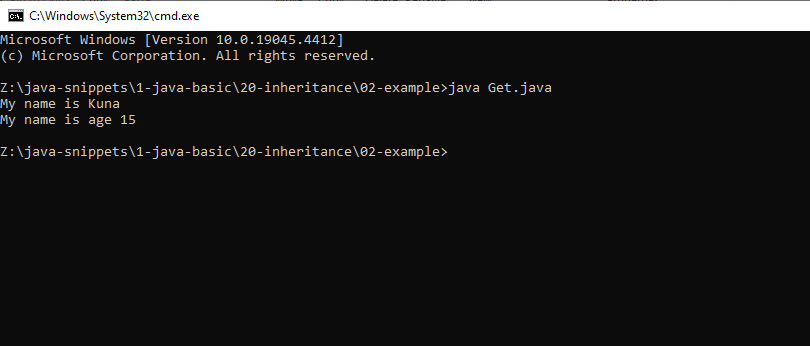 C:\Windows\System32\cmd.exe
Microsoft Windows [Version 10.0.19045.4412]
(c) Microsoft Corporation. All rights reserved.
Z:\java-snippets\1-java-basic\20-inheritance\02-example>java Get.java
My name is Kuna
My name is age 15
Z:\java-snippets\1-java-basic\20-inheritance\02-example>